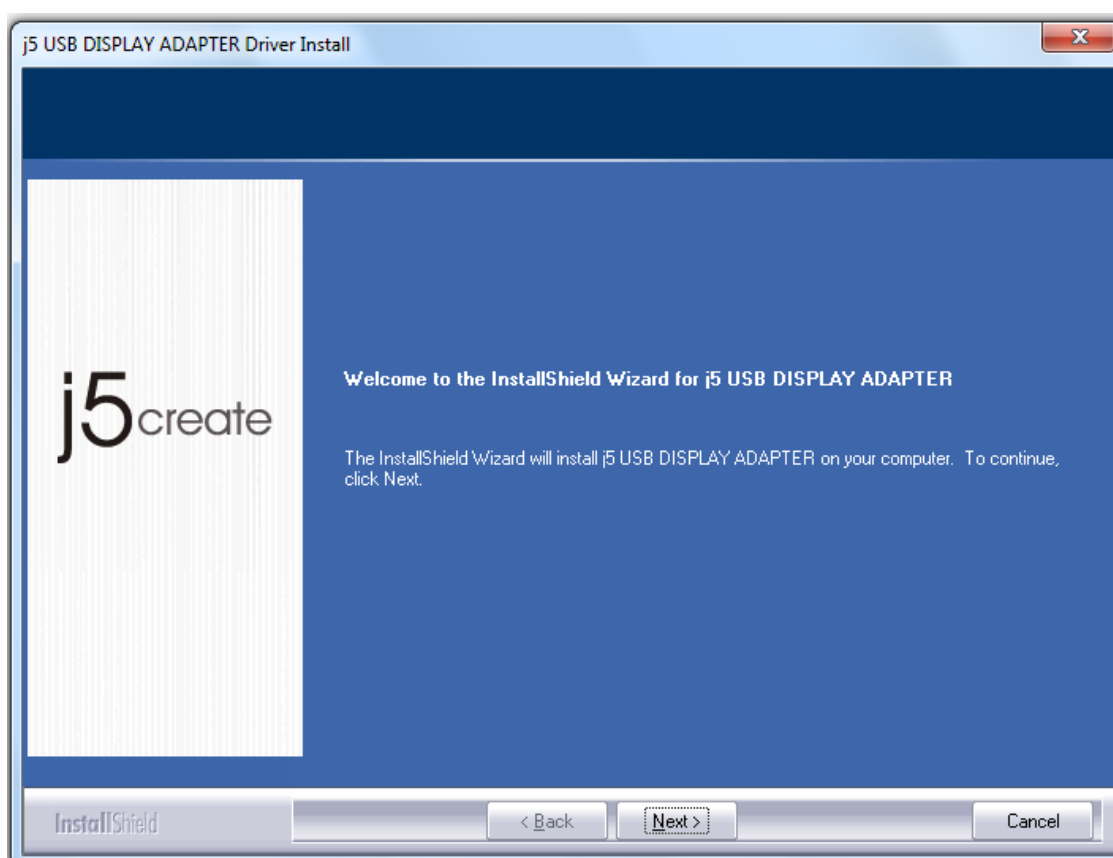 j5 USB DISPLAY ADAPTER Driver Install
j5create
Welcome to the InstallShield Wizard for j5 USB DISPLAY ADAPTER
The InstallShield Wizard will install j5 USB DISPLAY ADAPTER on your computer.  To continue,
click Next.
InstallShield
< Back
Next >
Cancel